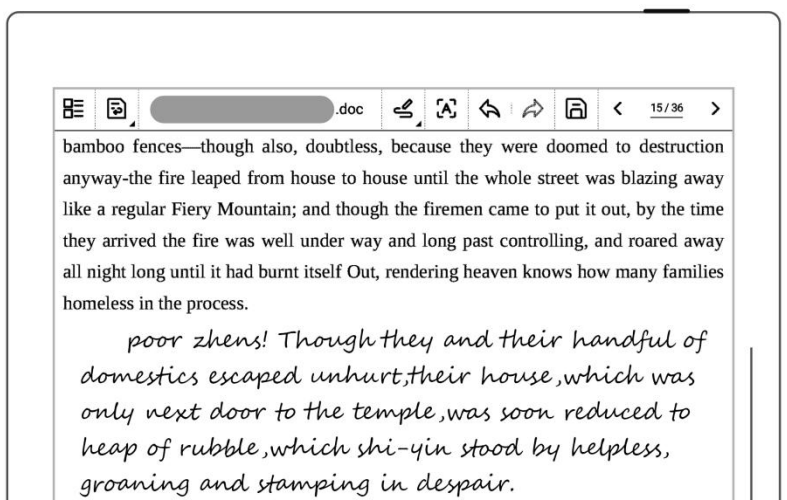 .doc 15/36
bamboo fences—though also, doubtless, because they were doomed to destruction
anyway-the fire leaped from house to house until the whole street was blazing away
like a regular Fiery Mountain; and though the firemen came to put it out, by the time
they arrived the fire was well under way and long past controlling, and roared away
all night long until it had burnt itself Out, rendering heaven knows how many families
homeless in the process.
poor zhens! Though they and their handful of
domestics escaped unhurt,their house,which was
only next door to the temple,was soon reduced to
heap of rubble,which shi-yin stood by helpless,
groaning and stamping in despair.